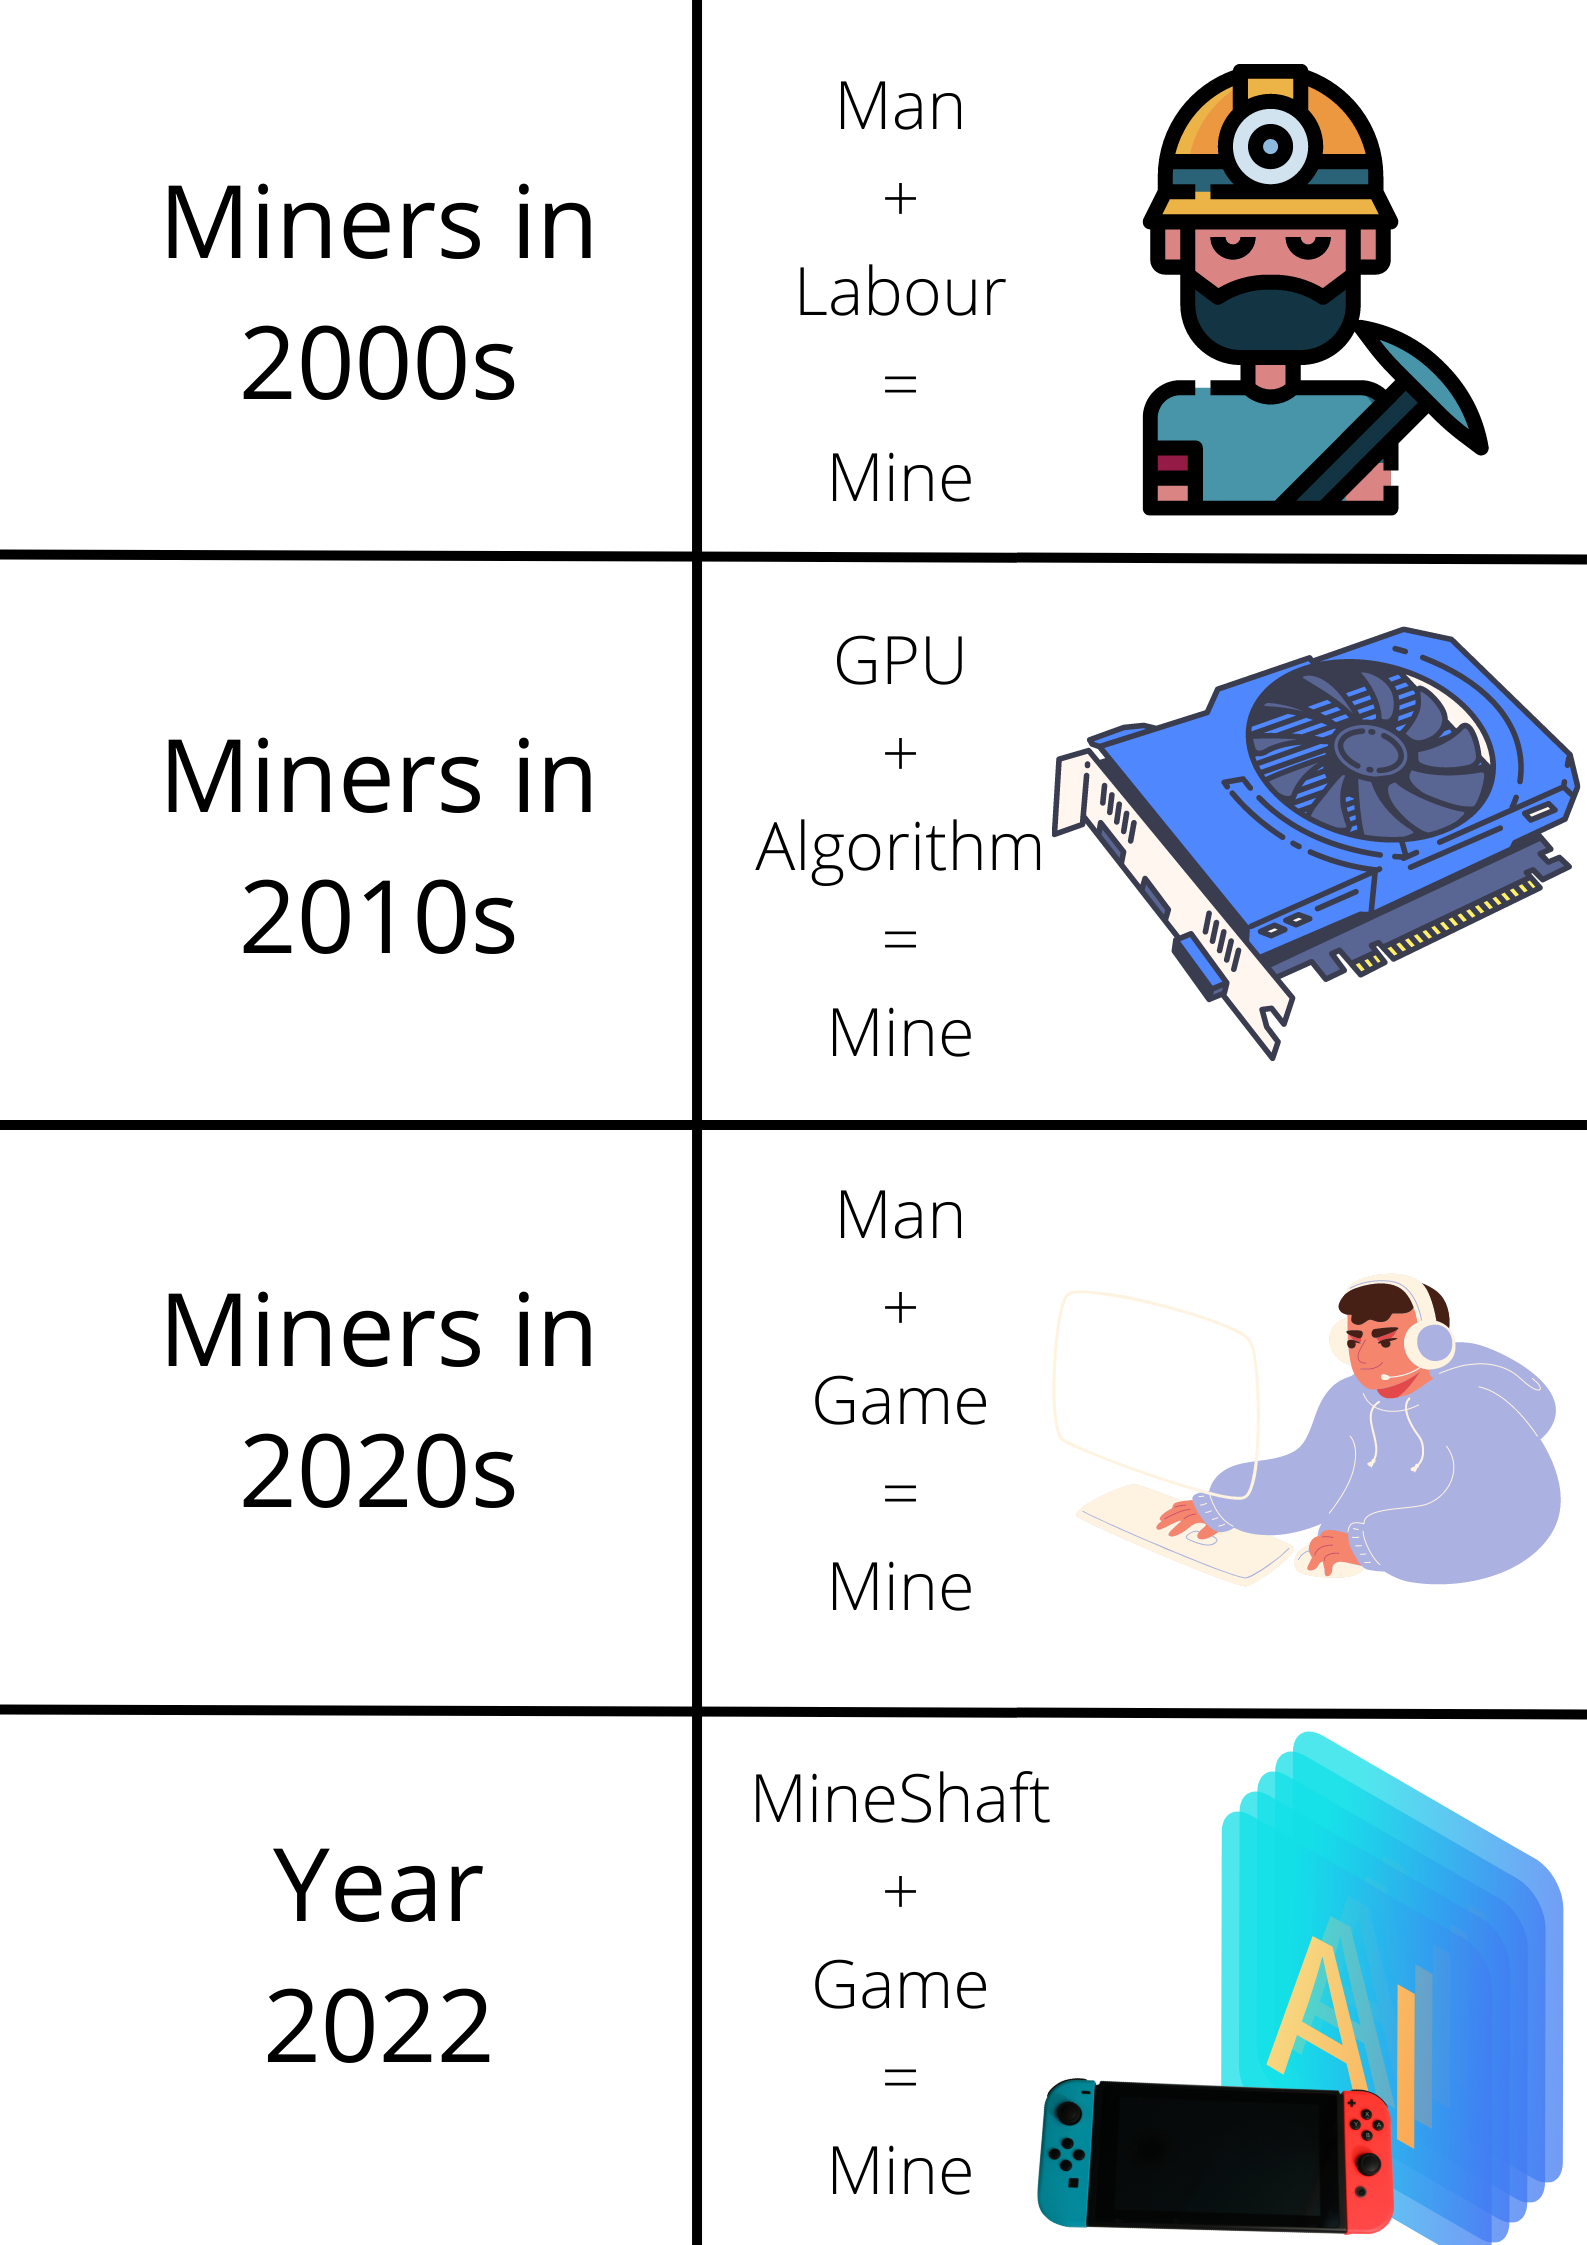 Miners in
2000s
Man
+
Labour
=
Mine
Miners in
2010s
GPU
+
Algorithm
=
Mine
Miners in
2020s
Man
+
Game
=
Mine
Year
2022
MineShaft
+
Game
=
Mine
AI